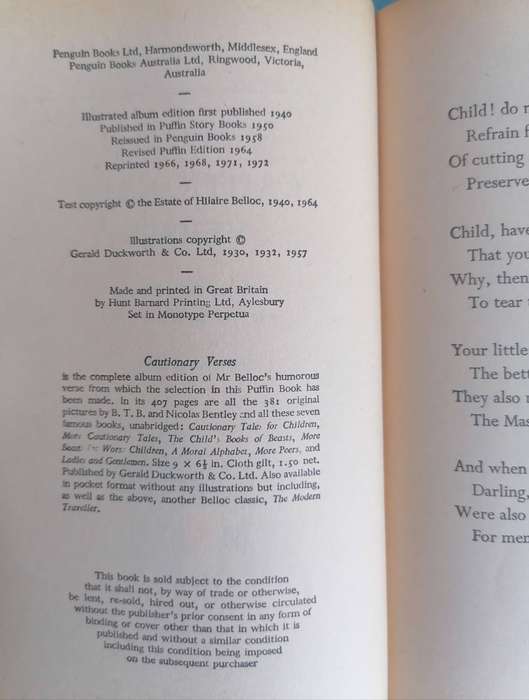 Penguin Books Ltd, Harmondsworth, Middlesex, England
Penguin Books Australia Ltd, Ringwood, Victoria,
Australia
—
Illustrated album edition first published 1940
Published in Puffin Story Books 1950
Reissued in Penguin Books 1958
Revised Puffin Edition 1964
Reprinted 1966, 1968, 1971, 1972
—
Test copyright © the Estate of Hilaire Belloc, 1940, 1964
—
Illustrations copyright ©
Gerald Duckworth & Co. Ltd, 1930, 1932, 1957
—
Made and printed in Great Britain
by Hunt Barnard Printing Ltd, Aylesbury
Set in Monotype Perpetua
Cautionary Verses
is the complete album edition of Mr Belloc's humorous
verse from which the selection in this Puffin Book has
been made. In its 407 pages are all the 381 original
pictures by B. T. B. and Nicolas Bentley and all these seven
famous books, unabridged: Cautionary Tales for Children,
More Cautionary Tales, The Child's Books of Beasts, More
Beasts for Worse Children, A Moral Alphabet, More Peers, and
Ladies and Gentlemen. Size 9 × 6½ in. Cloth gilt, 1.50 net.
Published by Gerald Duckworth & Co. Ltd. Also available
in pocket format without any illustrations but including,
as well as the above, another Belloc classic, The Modern
Traveller.
This book is sold subject to the condition
that it shall not, by way of trade or otherwise,
be lent, re-sold, hired out, or otherwise circulated
without the publisher's prior consent in any form of
binding or cover other than that in which it is
published and without a similar condition
including this condition being imposed
on the subsequent purchaser
Child! do
Refrain
Of cutting
Preserve
Child, have
That you
Why, then
To tear
Your little
The
They also
The
And when
Darling,
Were also
For